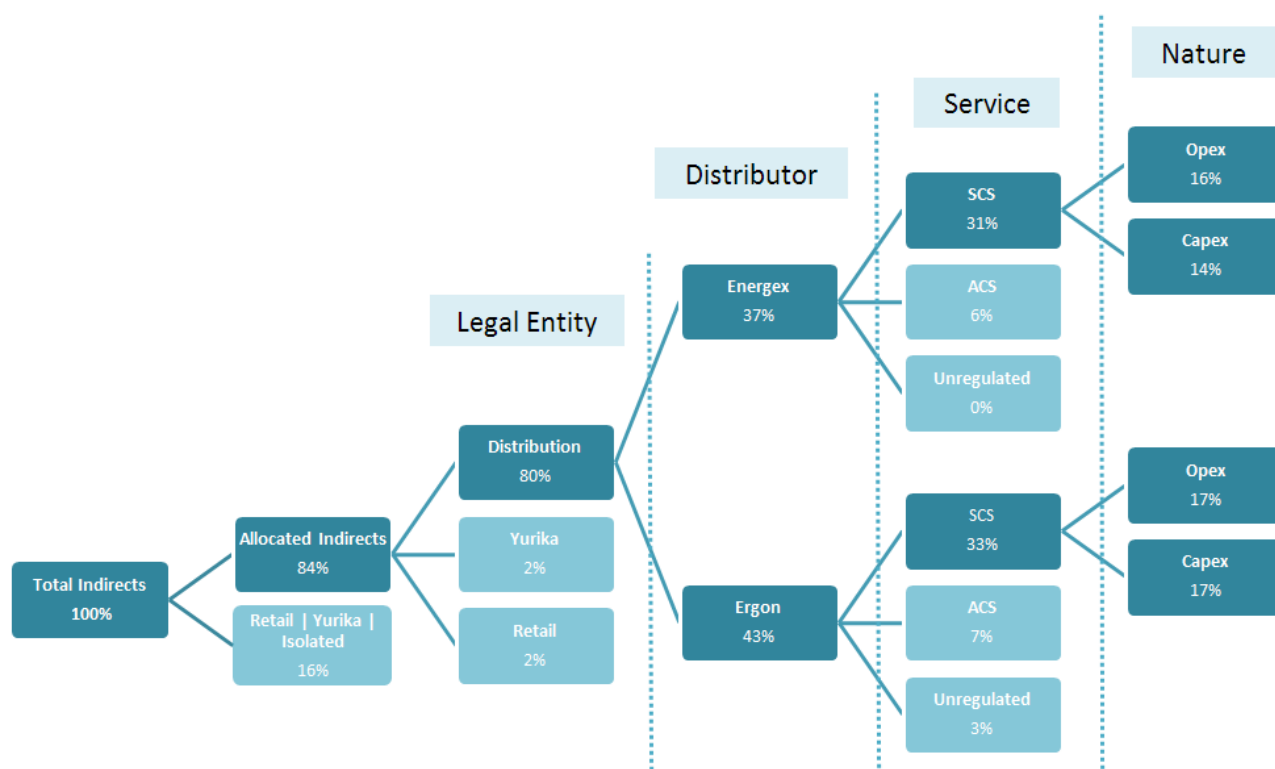 Nature
Service
Distributor
Legal Entity
Total Indirects
100%
Allocated Indirects
84%
Retail | Yurika |
Isolated
16%
Distribution
80%
Yurika
2%
Retail
2%
Energex
37%
Ergon
43%
SCS
31%
ACS
6%
Unregulated
0%
SCS
33%
ACS
7%
Unregulated
3%
Opex
16%
Capex
14%
Opex
17%
Capex
17%